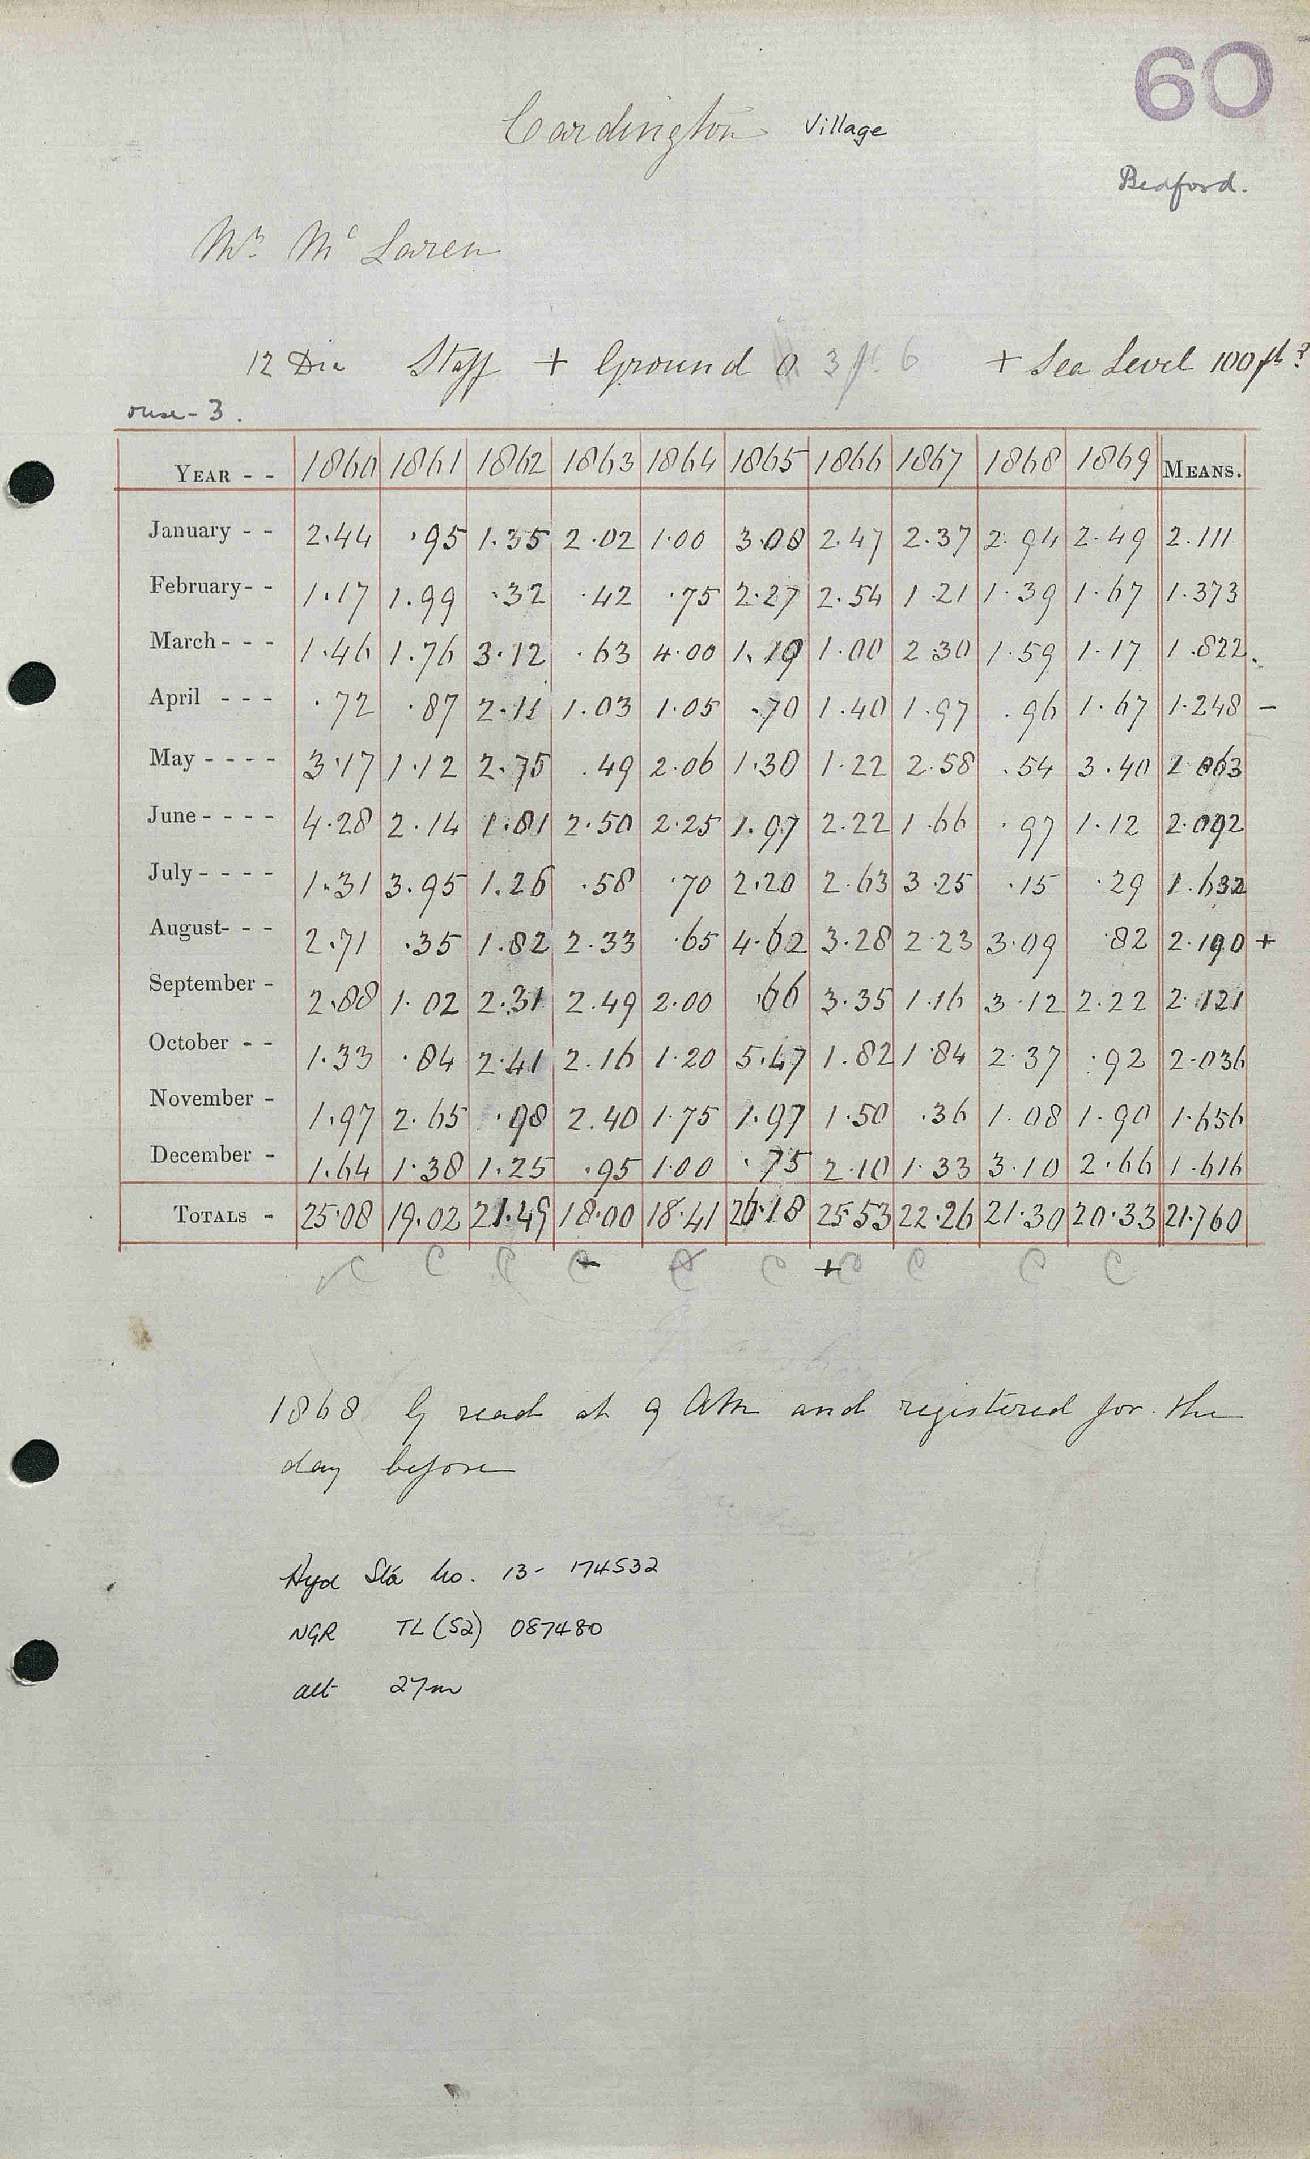 60
Cardington Village
Bedford.
Mr. Mc Laren
12 Dia Staff + Ground 0 3 ft 6 + Sea Level 100 ft ?
ouse - 3.
YEAR - - 1860 1861 1862 1863 1864 1865 1866 1867 1868 1869 MEANS.
January - - 2.44 .95 1.35 2.02 1.00 3.08 2.47 2.37 2.94 2.49 2.111
February - - 1.17 1.99 .32 .42 .75 2.27 2.54 1.21 1.39 1.67 1.373
March - - - 1.46 1.76 3.12 .63 4.00 1.19 1.00 2.30 1.59 1.17 1.822
April - - - .72 .87 2.11 1.03 1.05 .70 1.40 1.97 .96 1.67 1.248 -
May - - - - 3.17 1.12 2.75 .49 2.06 1.30 1.22 2.58 .54 3.40 1.863
June - - - - 4.28 2.14 1.81 2.50 2.25 1.97 2.22 1.66 .97 1.12 2.092
July - - - - 1.31 3.95 1.26 .58 .70 2.20 2.63 3.25 .15 .29 1.632
August - - - 2.71 .35 1.82 2.33 .65 4.62 3.28 2.23 3.09 .82 2.190 +
September - 2.88 1.02 2.31 2.49 2.00 .66 3.35 1.16 3.12 2.22 2.121
October - - 1.33 .84 2.41 2.16 1.20 5.47 1.82 1.84 2.37 .92 2.036
November - 1.97 2.65 .98 2.40 1.75 1.97 1.50 .36 1.08 1.90 1.656
December - 1.64 1.38 1.25 .95 1.00 .75 2.10 1.33 3.10 2.66 1.616
TOTALS - 25.08 19.02 21.49 18.00 18.41 26.18 25.53 22.26 21.30 20.33 21.760
C C C C C C + C C C C
1868 G read at 9 AM and registered for the
day before
Hyd Sta No. 13 - 174532
NGR TL (52) 087480
alt 27m